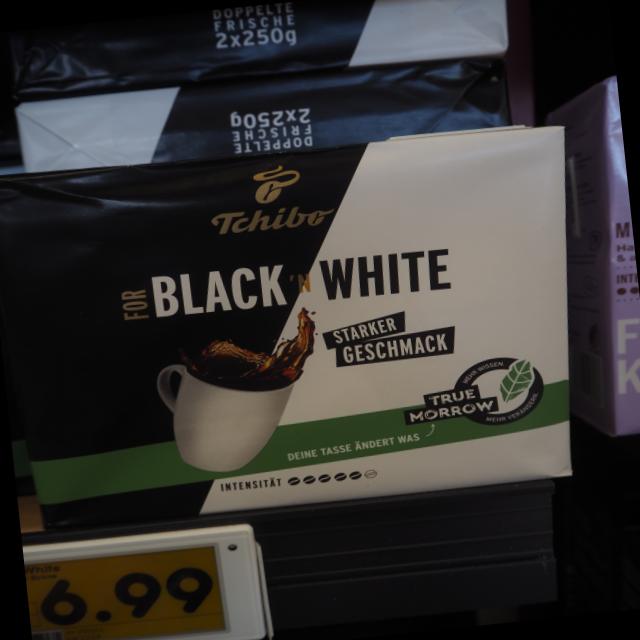 DOPPELTE
FRISCHE
2x250g
2x250g
FRISCHE
DOPPELTE
Tchibo
FOR BLACK 'N WHITE
STARKER
GESCHMACK
MEHR WISSEN.
TRUE
MORROW
MEHR VERÄNDERN.
DEINE TASSE ÄNDERT WAS
INTENSITÄT
White
6.99